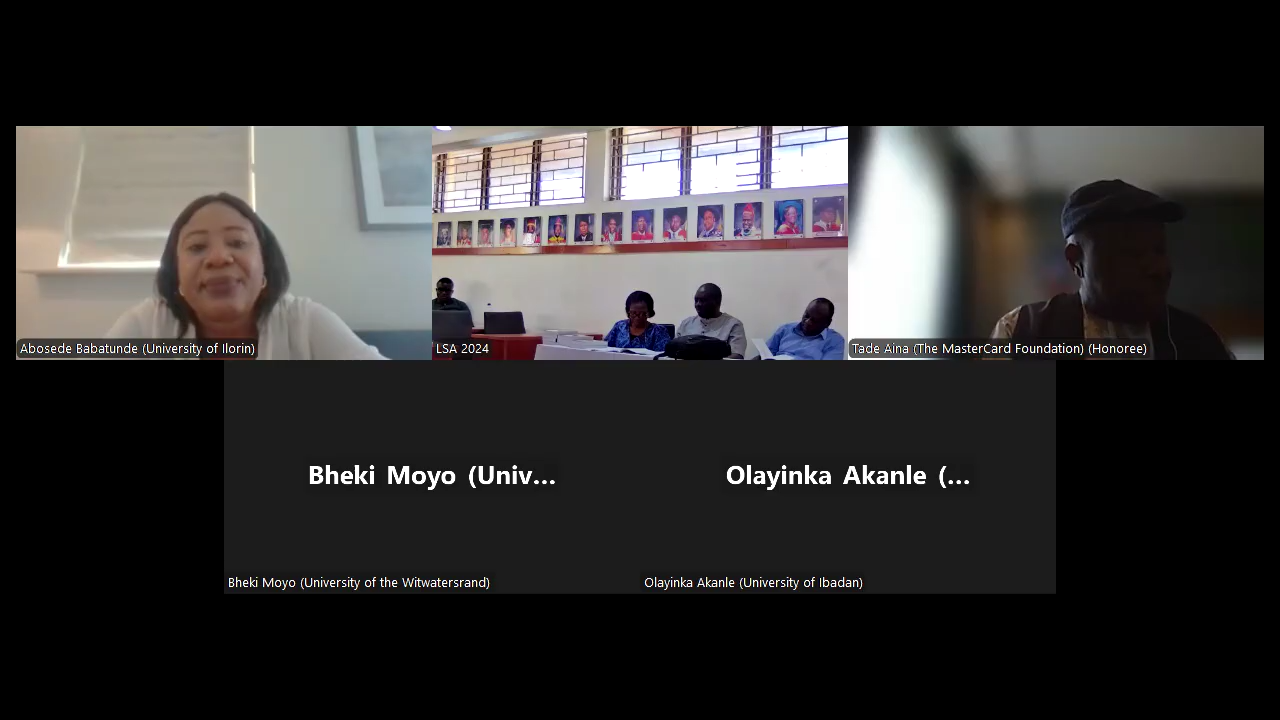 Abosede Babatunde (University of Ilorin)
LSA 2024
Tade Aina (The MasterCard Foundation) (Honoree)
Bheki Moyo (Univ...
Olayinka Akanle (...
Bheki Moyo (University of the Witwatersrand)
Olayinka Akanle (University of Ibadan)